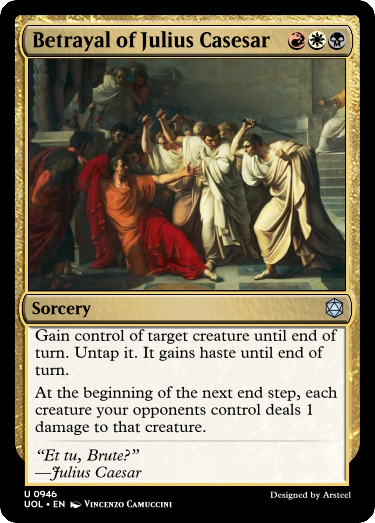 Betrayal of Julius Casesar
Sorcery
Gain control of target creature until end of
turn. Untap it. It gains haste until end of
turn.
At the beginning of the next end step, each
creature your opponents control deals 1
damage to that creature.
“Et tu, Brute?”
—Julius Caesar
U 0946
UOL • EN VINCENZO CAMUCCINI
Designed by Arsteel